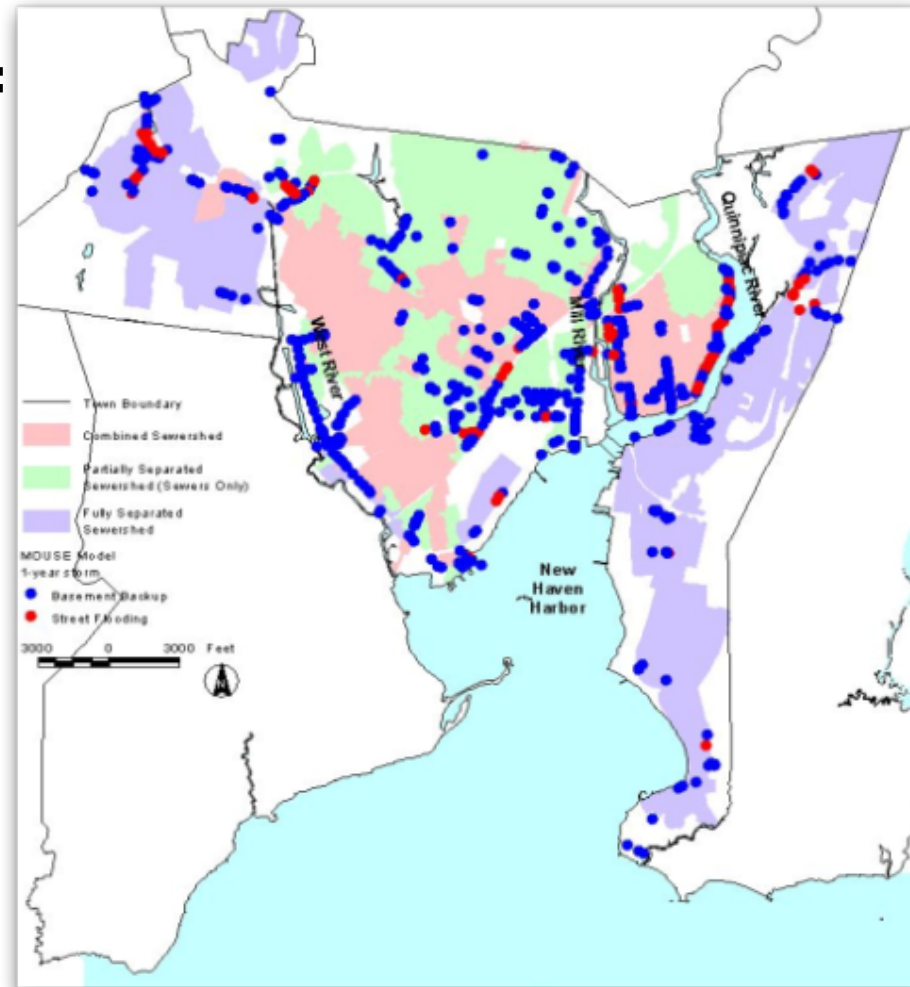 Quinnipiac River
Mill River
West River
Town Boundary
Combined Sewershed
Partially Separated
Sewershed (Sewers Only)
Fully Separated
Sewershed
MOUSE Model
1-year storm
Basement Backup
Street Flooding
3000 0 3000 Feet
New
Haven
Harbor